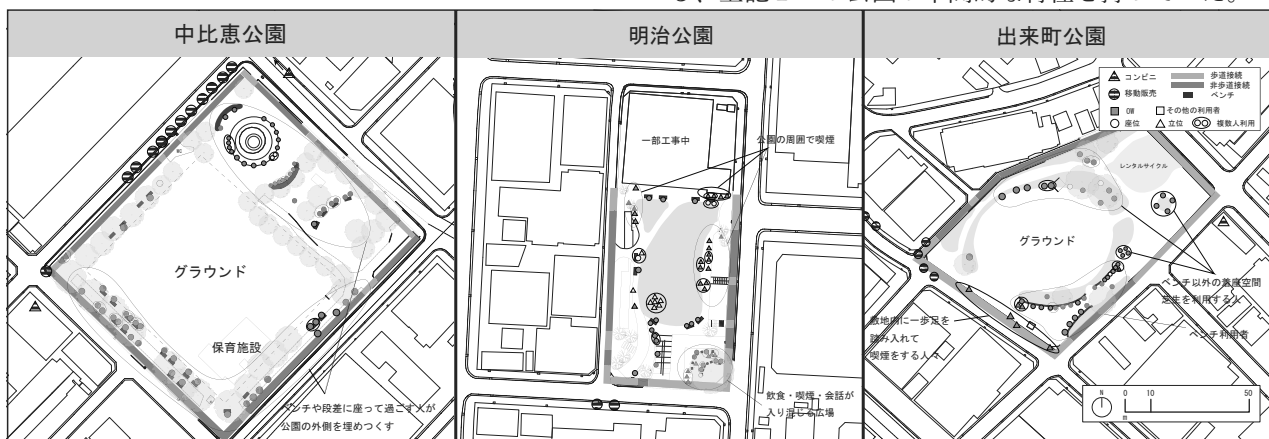 中比恵公園
グラウンド
保育施設
ベンチや段差に座って過ごす人が
公園の外側を埋めつくす
明治公園
一部工事中
公園の周囲で喫煙
飲食・喫煙・会話が
入り混じる広場
出来町公園
コンビニ
移動販売
歩道接続
非歩道接続
ベンチ
OW
その他の利用者
座位
立位
複数人利用
レンタルサイクル
グラウンド
ベンチ以外の着座空間
芝生を利用する人
敷地内に一歩足を
踏み入れて
喫煙をする人々
ベンチ利用者
N
0
10
50
m